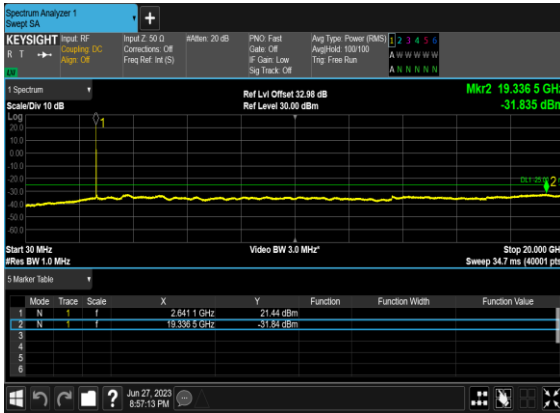 Spectrum Analyzer 1
Swept SA
+
KEYSIGHT Input: RF Input Z: 50 Ω #Atten: 20 dB PNO: Fast Avg Type: Power (RMS) 1 2 3 4 5 6
R T Coupling: DC Corrections: Off Gate: Off Avg|Hold: 100/100 A W W W W W
Align: Off Freq Ref: Int (S) IF Gain: Low Trig: Free Run
Sig Track: Off A N N N N N
1 Spectrum
Ref Lvl Offset 32.98 dB Mkr2 19.336 5 GHz
Scale/Div 10 dB Ref Level 30.00 dBm -31.835 dBm
Log
1
20.0
10.0
0.00
-10.0
-20.0
DL1 -25.00
2
-30.0
-40.0
-50.0
-60.0
Start 30 MHz Video BW 3.0 MHz* Stop 20.000 GH
#Res BW 1.0 MHz Sweep 34.7 ms (40001 pts
5 Marker Table
Mode Trace Scale X Y Function Function Width Function Value
1 N 1 f 2.641 1 GHz 21.44 dBm
2 N 1 f 19.336 5 GHz -31.84 dBm
3
4
5
6
? Jun 27, 2023
8:57:13 PM